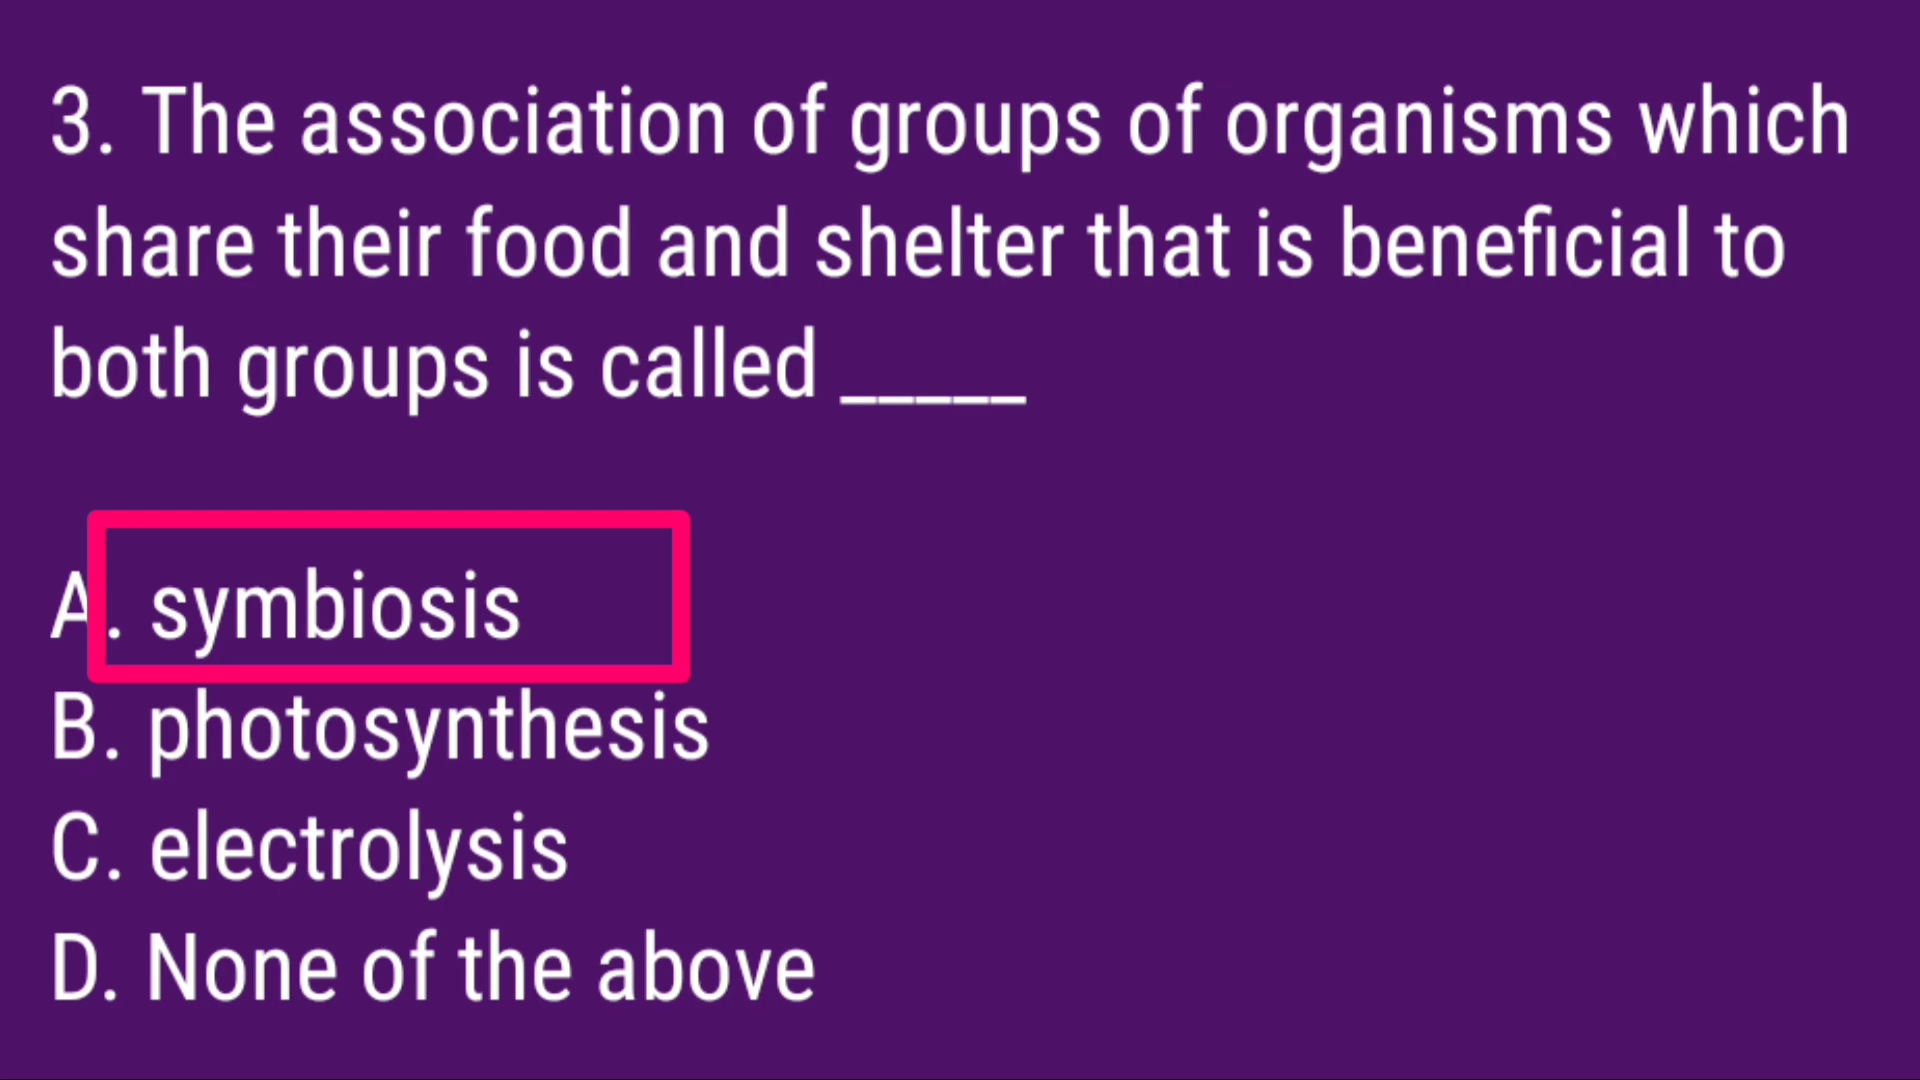 3. The association of groups of organisms which
share their food and shelter that is beneficial to
both groups is called _____
A. symbiosis
B. photosynthesis
C. electrolysis
D. None of the above